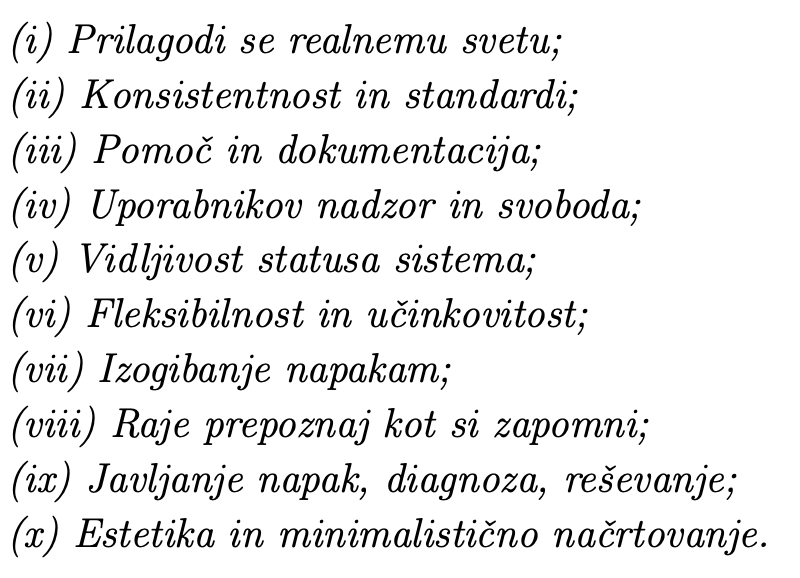 (i) Prilagodi se realnemu svetu;
(ii) Konsistentnost in standardi;
(iii) Pomoč in dokumentacija;
(iv) Uporabnikov nadzor in svoboda;
(v) Vidljivost statusa sistema;
(vi) Fleksibilnost in učinkovitost;
(vii) Izogibanje napakam;
(viii) Raje prepoznaj kot si zapomni;
(ix) Javljanje napak, diagnoza, reševanje;
(x) Estetika in minimalistično načrtovanje.